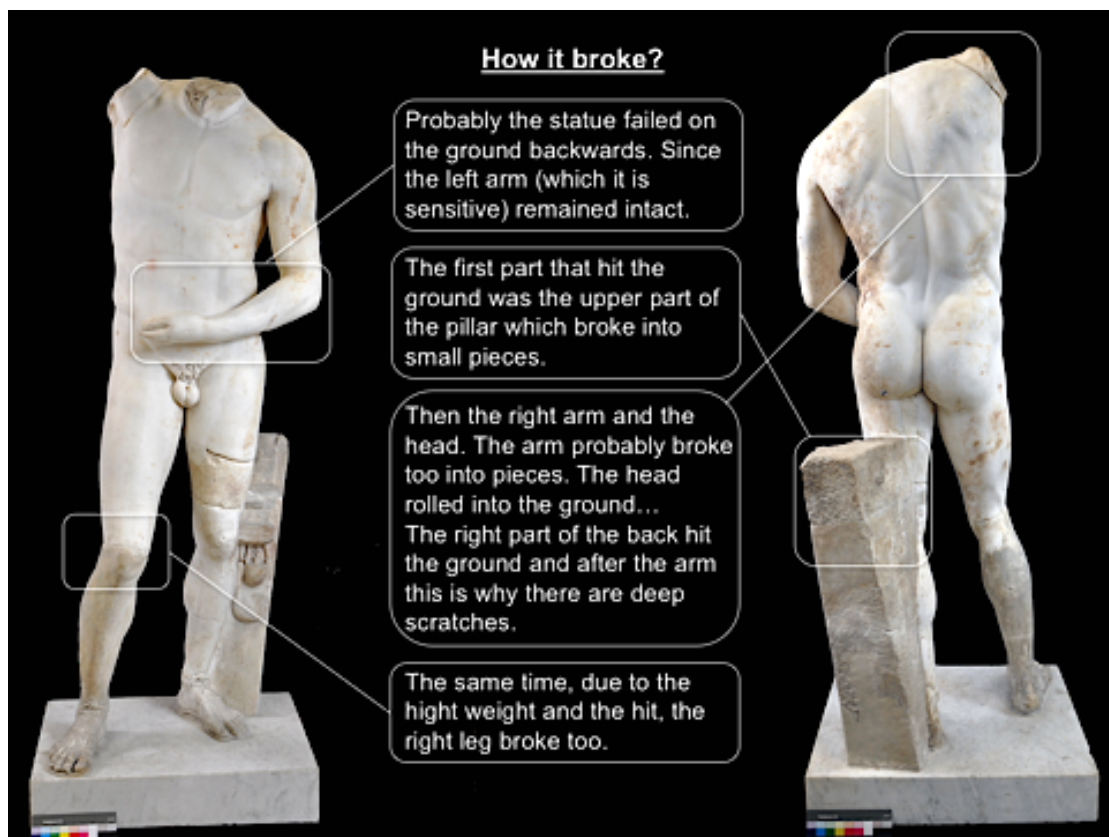 How it broke?
Probably the statue failed on
the ground backwards. Since
the left arm (which it is
sensitive) remained intact.
The first part that hit the
ground was the upper part of
the pillar which broke into
small pieces.
Then the right arm and the
head. The arm probably broke
too into pieces. The head
rolled into the ground...
The right part of the back hit
the ground and after the arm
this is why there are deep
scratches.
The same time, due to the
hight weight and the hit, the
right leg broke too.